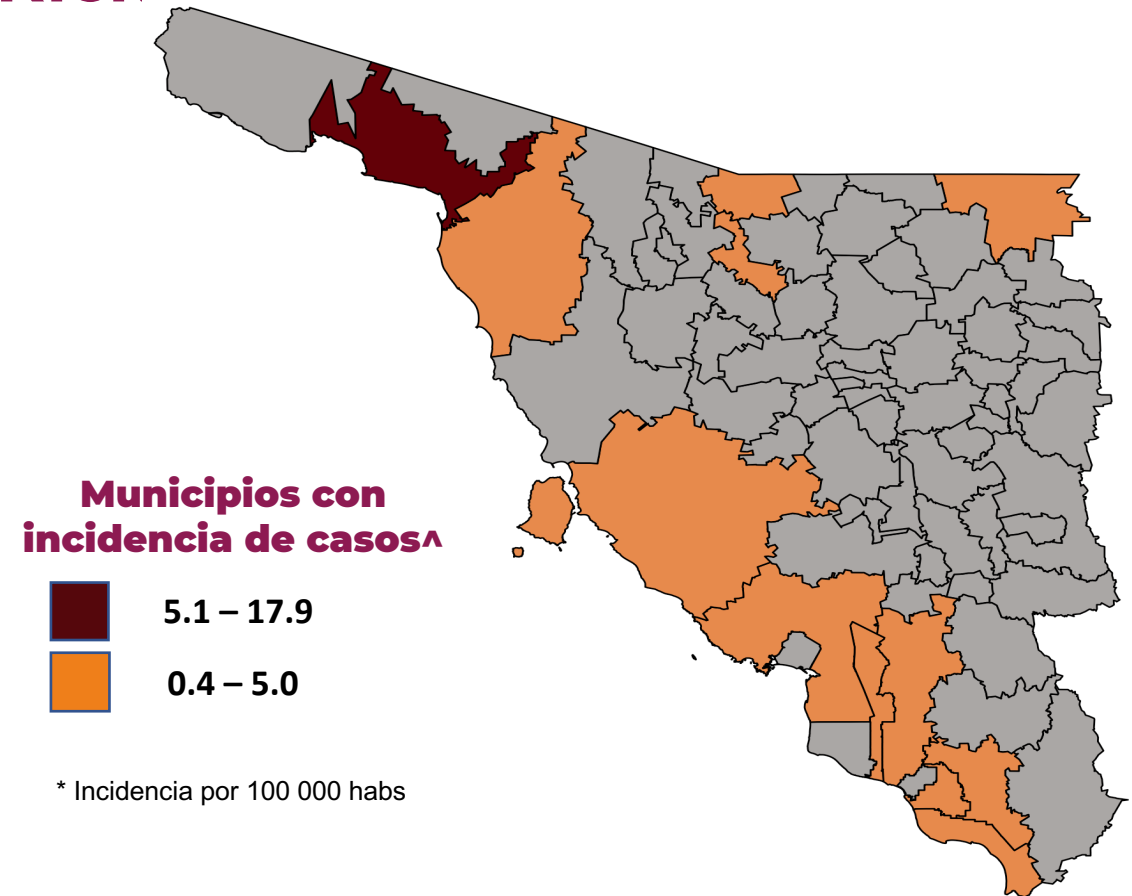 Municipios con
incidencia de casos^
5.1 – 17.9
0.4 – 5.0
* Incidencia por 100 000 habs